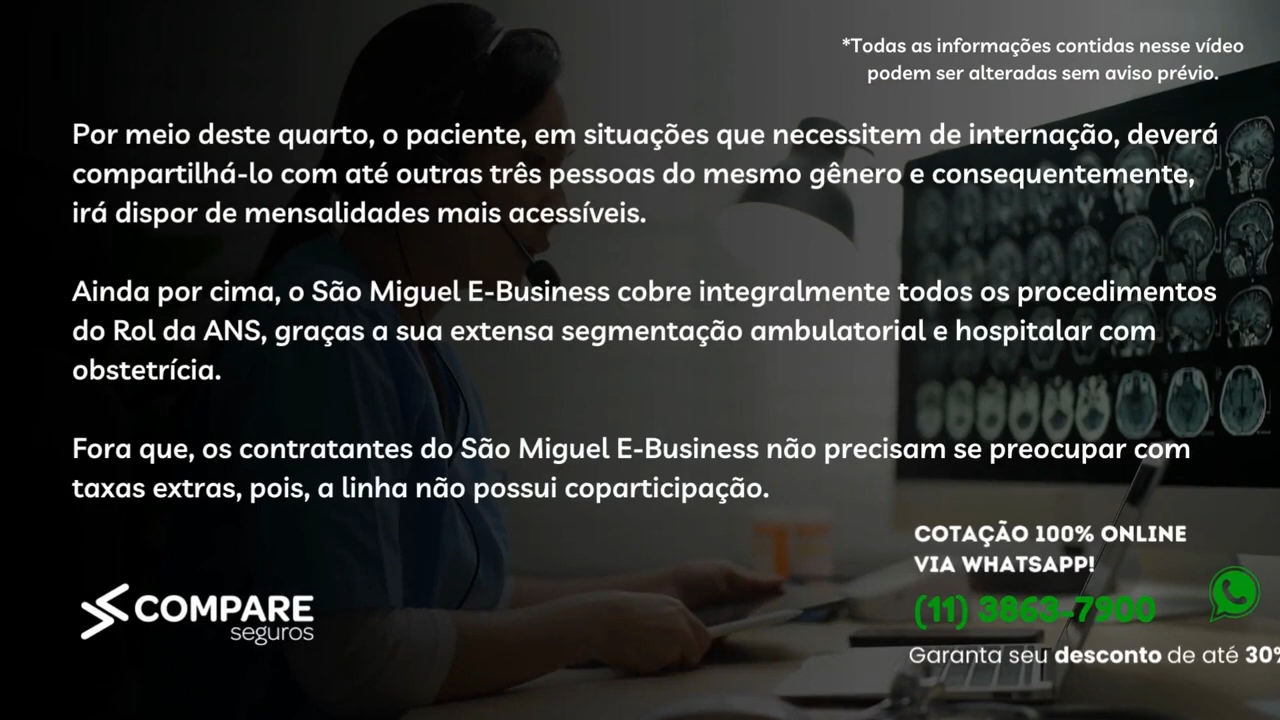 *Todas as informações contidas nesse vídeo
podem ser alteradas sem aviso prévio.
Por meio deste quarto, o paciente, em situações que necessitem de internação, deverá
compartilhá-lo com até outras três pessoas do mesmo gênero e consequentemente,
irá dispor de mensalidades mais acessíveis.
Ainda por cima, o São Miguel E-Business cobre integralmente todos os procedimentos
do Rol da ANS, graças a sua extensa segmentação ambulatorial e hospitalar com
obstetrícia.
Fora que, os contratantes do São Miguel E-Business não precisam se preocupar com
taxas extras, pois, a linha não possui coparticipação.
COTAÇÃO 100% ONLINE
VIA WHATSAPP!
(11) 3863-7900
Garanta seu desconto de até 30%
COMPARE
seguros